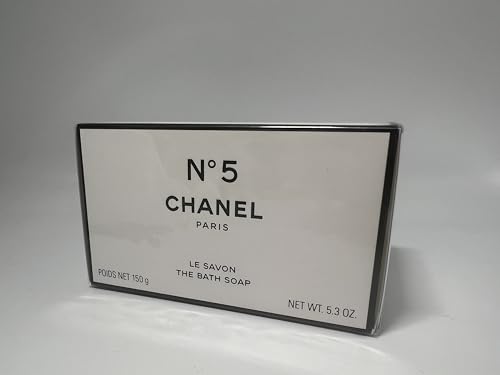 N°5
CHANEL
PARIS
LE SAVON
THE BATH SOAP
POIDS NET 150 g
NET WT. 5.3 OZ.